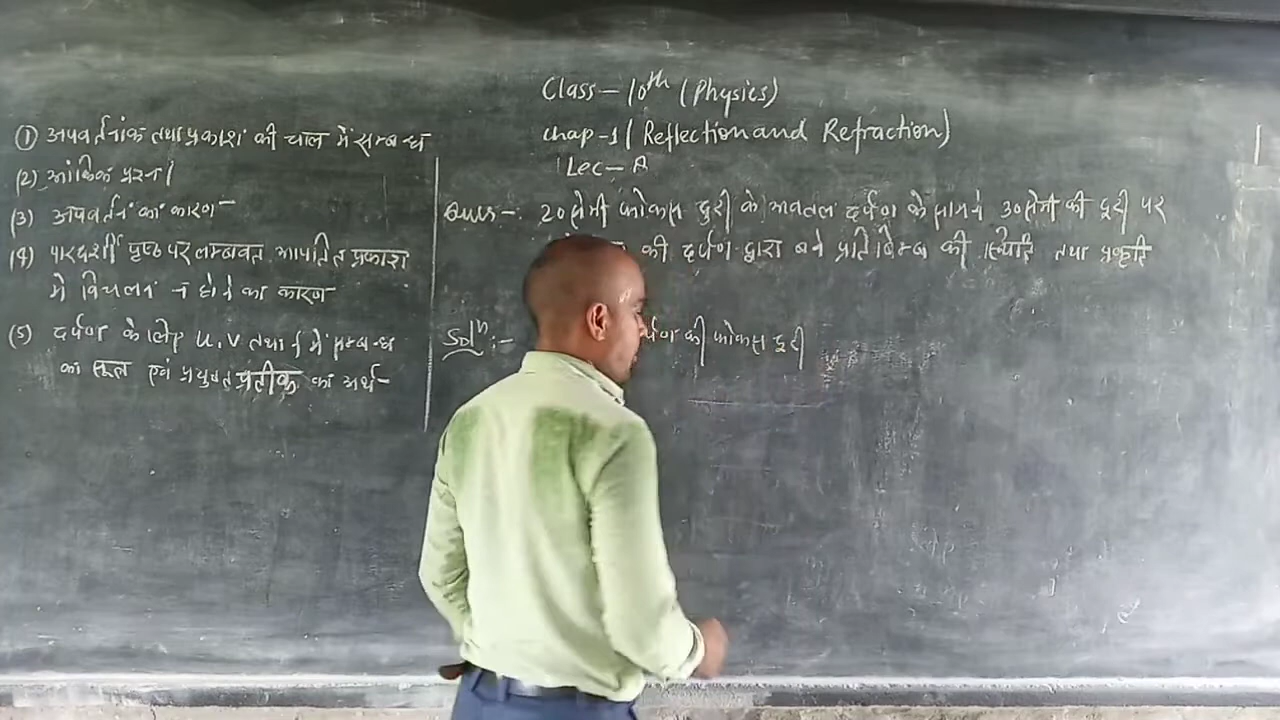 Class - 10th (Physics)
Chap-1 ( Reflection and Refraction)
Lec - A
① अपवर्तनांक तथा प्रकाश की चाल में सम्बन्ध
(2) आंकिक प्रश्न।
(3) अपवर्तन का कारण -
(4) पारदर्शी पृष्ठ पर लम्बवत आपतित प्रकाश
में विचलन न होने का कारण
(5) दर्पण के लिए u, v तथा f में सम्बन्ध
का सूत्र एवं प्रयुक्त प्रतीक का अर्थ -
Ques -: 20 सेमी फोकस दूरी के अवतल दर्पण के सामने 30 सेमी की दूरी पर
की दर्पण द्वारा बने प्रतिबिम्ब की स्थिति तथा प्रकृति
Solⁿ :- की फोकस दूरी